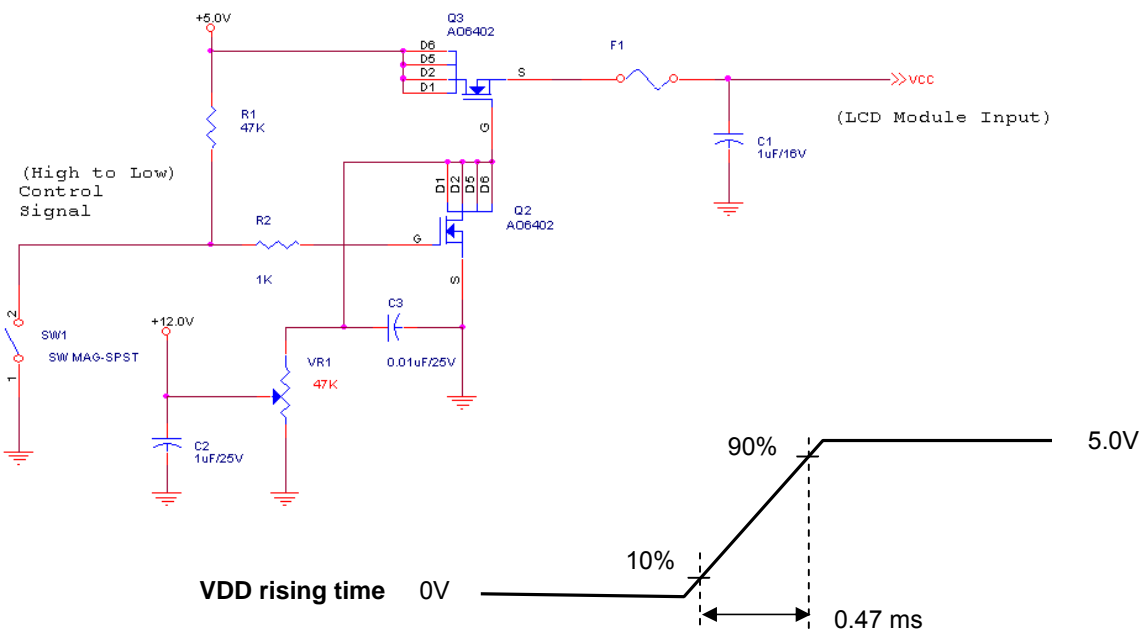 +5.0V
Q3
AO6402
D6
D5
D2
D1
S
G
F1
VCC
(LCD Module Input)
R1
47K
C1
1uF/16V
(High to Low)
Control
Signal
D1
D2
D5
D6
Q2
AO6402
R2
1K
G
S
2
SW1
SW MAG-SPST
1
+12.0V
C3
0.01uF/25V
VR1
47K
C2
1uF/25V
90%
5.0V
10%
VDD rising time 0V
0.47 ms